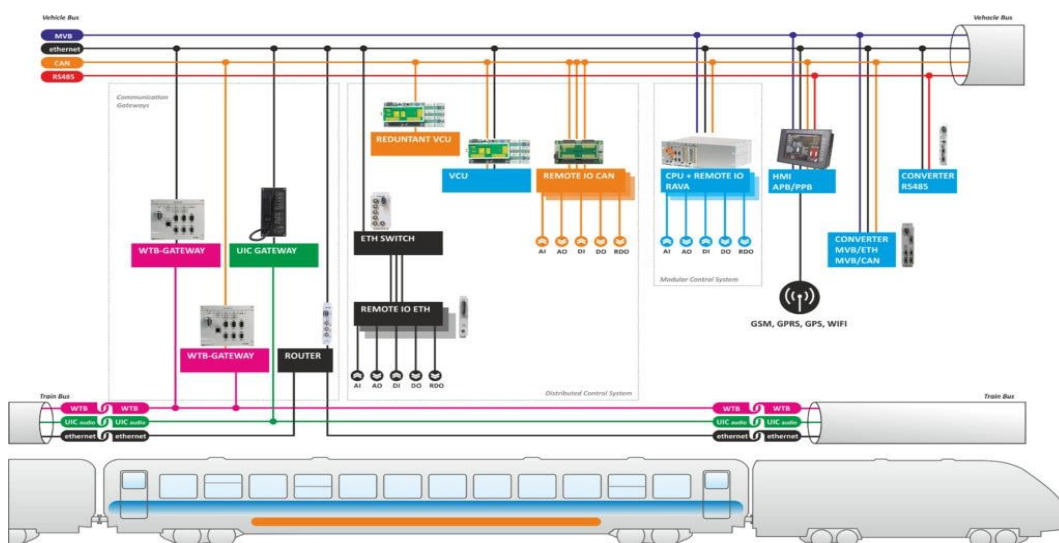 Vehicle Bus
Vehacle Bus
MVB
ethernet
CAN
RS485
Communication
Gateways
REDUNTANT VCU
VCU
REMOTE IO CAN
CPU + REMOTE IO
RAVA
HMI
APB/PPB
CONVERTER
RS485
AI AO DI DO RDO
AI AO DI DO RDO
WTB-GATEWAY
UIC GATEWAY
ETH SWITCH
CONVERTER
MVB/ETH
MVB/CAN
Modular Control System
REMOTE IO ETH
GSM, GPRS, GPS, WIFI
WTB-GATEWAY
ROUTER
AI AO DI DO RDO
Distributed Control System
Train Bus
Train Bus
WTB WTB WTB WTB
UIC audio UIC audio UIC audio UIC audio
ethernet ethernet ethernet ethernet